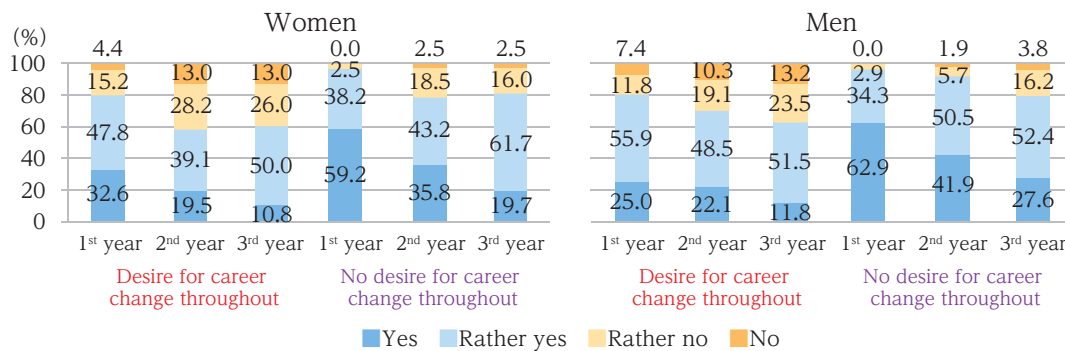 Women
Men
(%)
4.4 0.0 2.5 2.5
7.4 0.0 1.9 3.8
100
80
60
40
20
0
15.2 13.0 13.0 2.5 18.5 16.0
47.8 28.2 26.0 38.2 43.2 61.7
32.6 39.1 50.0 59.2 35.8 19.7
19.5 10.8
11.8 10.3 13.2 2.9 5.7 16.2
55.9 19.1 23.5 34.3 50.5 52.4
25.0 48.5 51.5 62.9 41.9 27.6
22.1 11.8
1st year 2nd year 3rd year 1st year 2nd year 3rd year
1st year 2nd year 3rd year 1st year 2nd year 3rd year
Desire for career
change throughout
No desire for career
change throughout
Desire for career
change throughout
No desire for career
change throughout
Yes Rather yes Rather no No